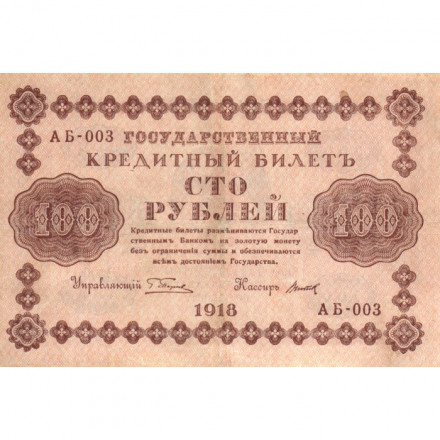 АБ-003 ГОСУДАРСТВЕННЫЙ
КРЕДИТНЫЙ БИЛЕТЪ
СТО
100 РУБЛЕЙ 100
Кредитные билеты размѣниваются Государ
ственнымъ Банкомъ на золотую монету
безъ ограниченія суммы и обезпечиваются
всѣмъ достояніемъ Государства.
Управляющій Кассиръ
1918 АБ-003